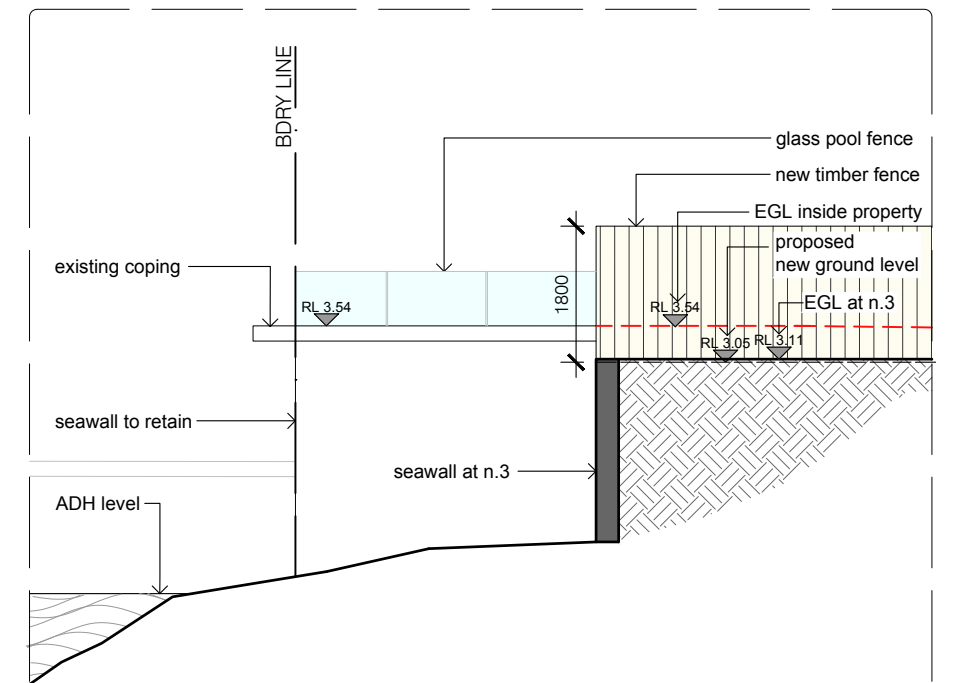 BDRY LINE
glass pool fence
new timber fence
EGL inside property
proposed
new ground level
existing coping
EGL at n.3
1800
RL 3.54
RL 3.54
RL 3.05
RL 3.11
seawall to retain
seawall at n.3
ADH level